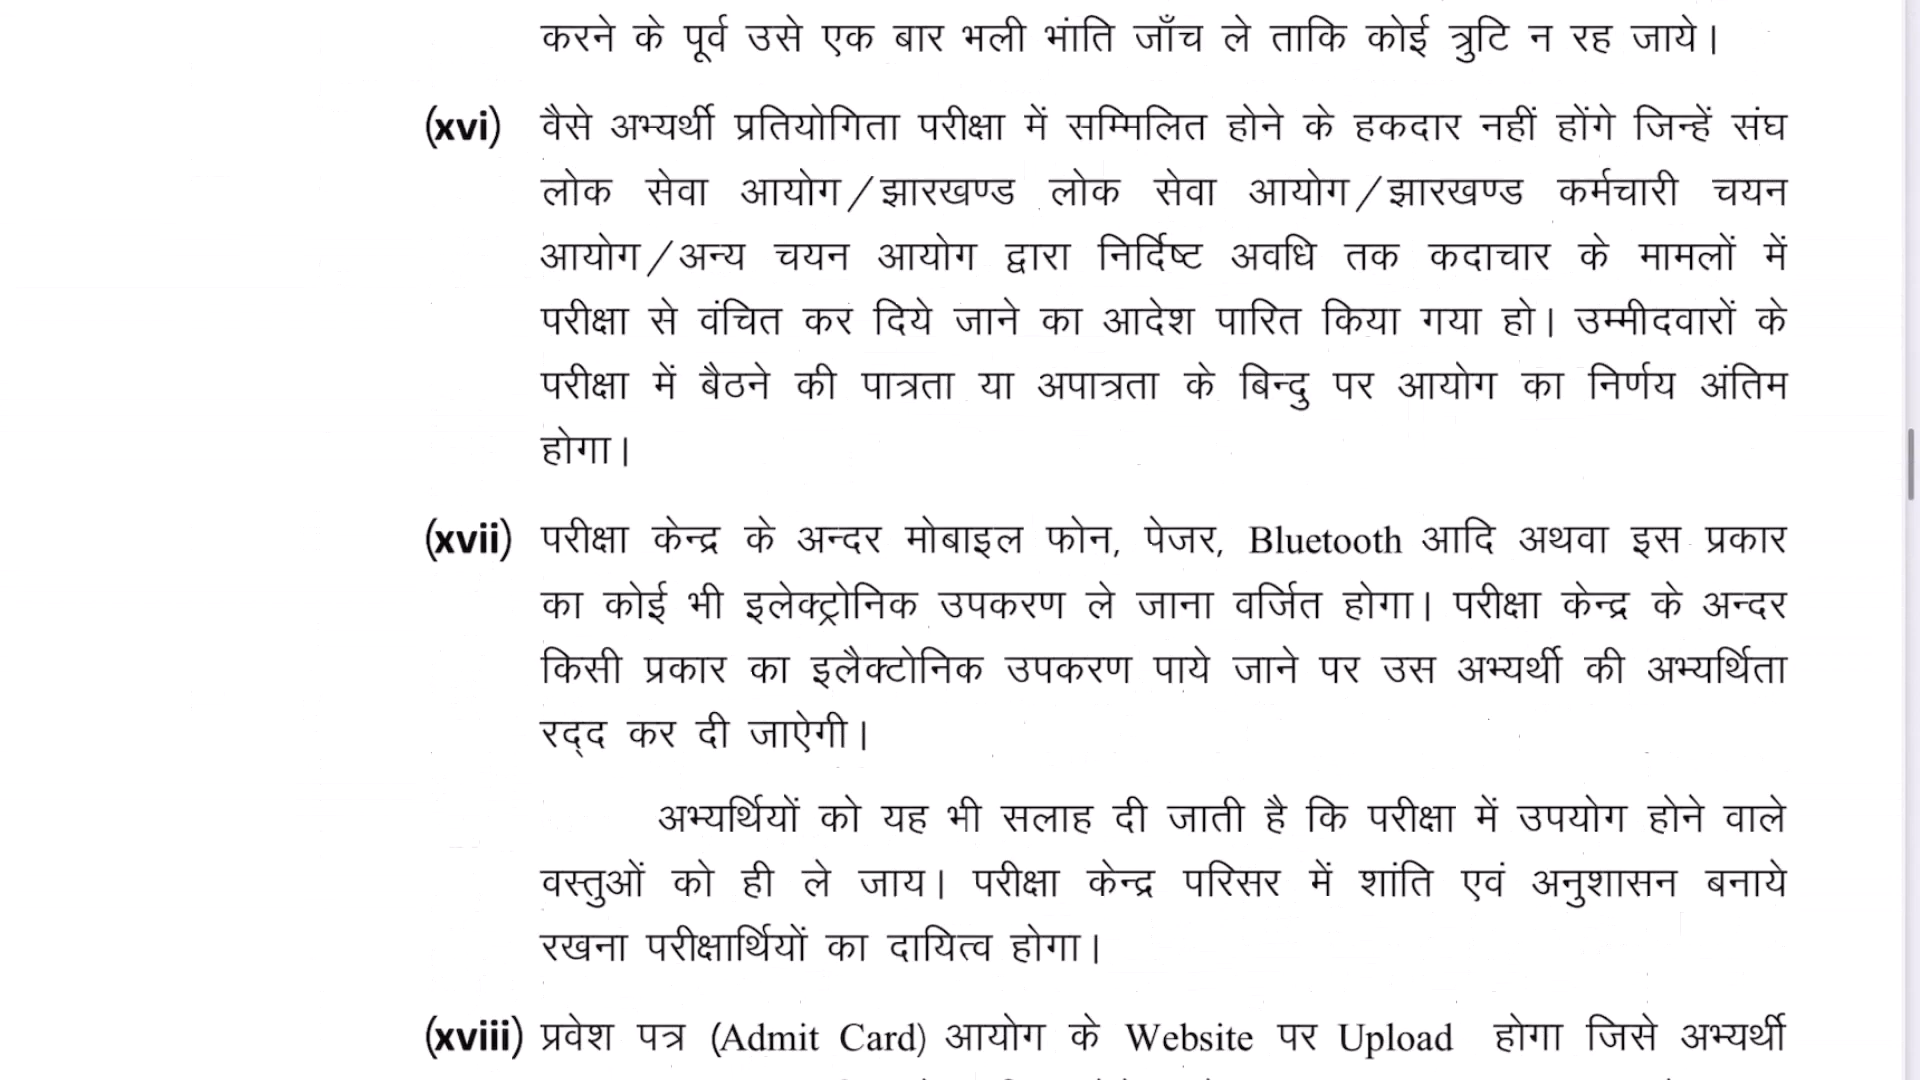 करने के पूर्व उसे एक बार भली भांति जाँच ले ताकि कोई त्रुटि न रह जाये।
(xvi) वैसे अभ्यर्थी प्रतियोगिता परीक्षा में सम्मिलित होने के हकदार नहीं होंगे जिन्हें संघ
लोक सेवा आयोग/झारखण्ड लोक सेवा आयोग/झारखण्ड कर्मचारी चयन
आयोग/अन्य चयन आयोग द्वारा निर्दिष्ट अवधि तक कदाचार के मामलों में
परीक्षा से वंचित कर दिये जाने का आदेश पारित किया गया हो। उम्मीदवारों के
परीक्षा में बैठने की पात्रता या अपात्रता के बिन्दु पर आयोग का निर्णय अंतिम
होगा।
(xvii) परीक्षा केन्द्र के अन्दर मोबाइल फोन, पेजर, Bluetooth आदि अथवा इस प्रकार
का कोई भी इलेक्ट्रोनिक उपकरण ले जाना वर्जित होगा। परीक्षा केन्द्र के अन्दर
किसी प्रकार का इलैक्टोनिक उपकरण पाये जाने पर उस अभ्यर्थी की अभ्यर्थिता
रद्द कर दी जाऐगी।
अभ्यर्थियों को यह भी सलाह दी जाती है कि परीक्षा में उपयोग होने वाले
वस्तुओं को ही ले जाय। परीक्षा केन्द्र परिसर में शांति एवं अनुशासन बनाये
रखना परीक्षार्थियों का दायित्व होगा।
(xviii) प्रवेश पत्र (Admit Card) आयोग के Website पर Upload होगा जिसे अभ्यर्थी